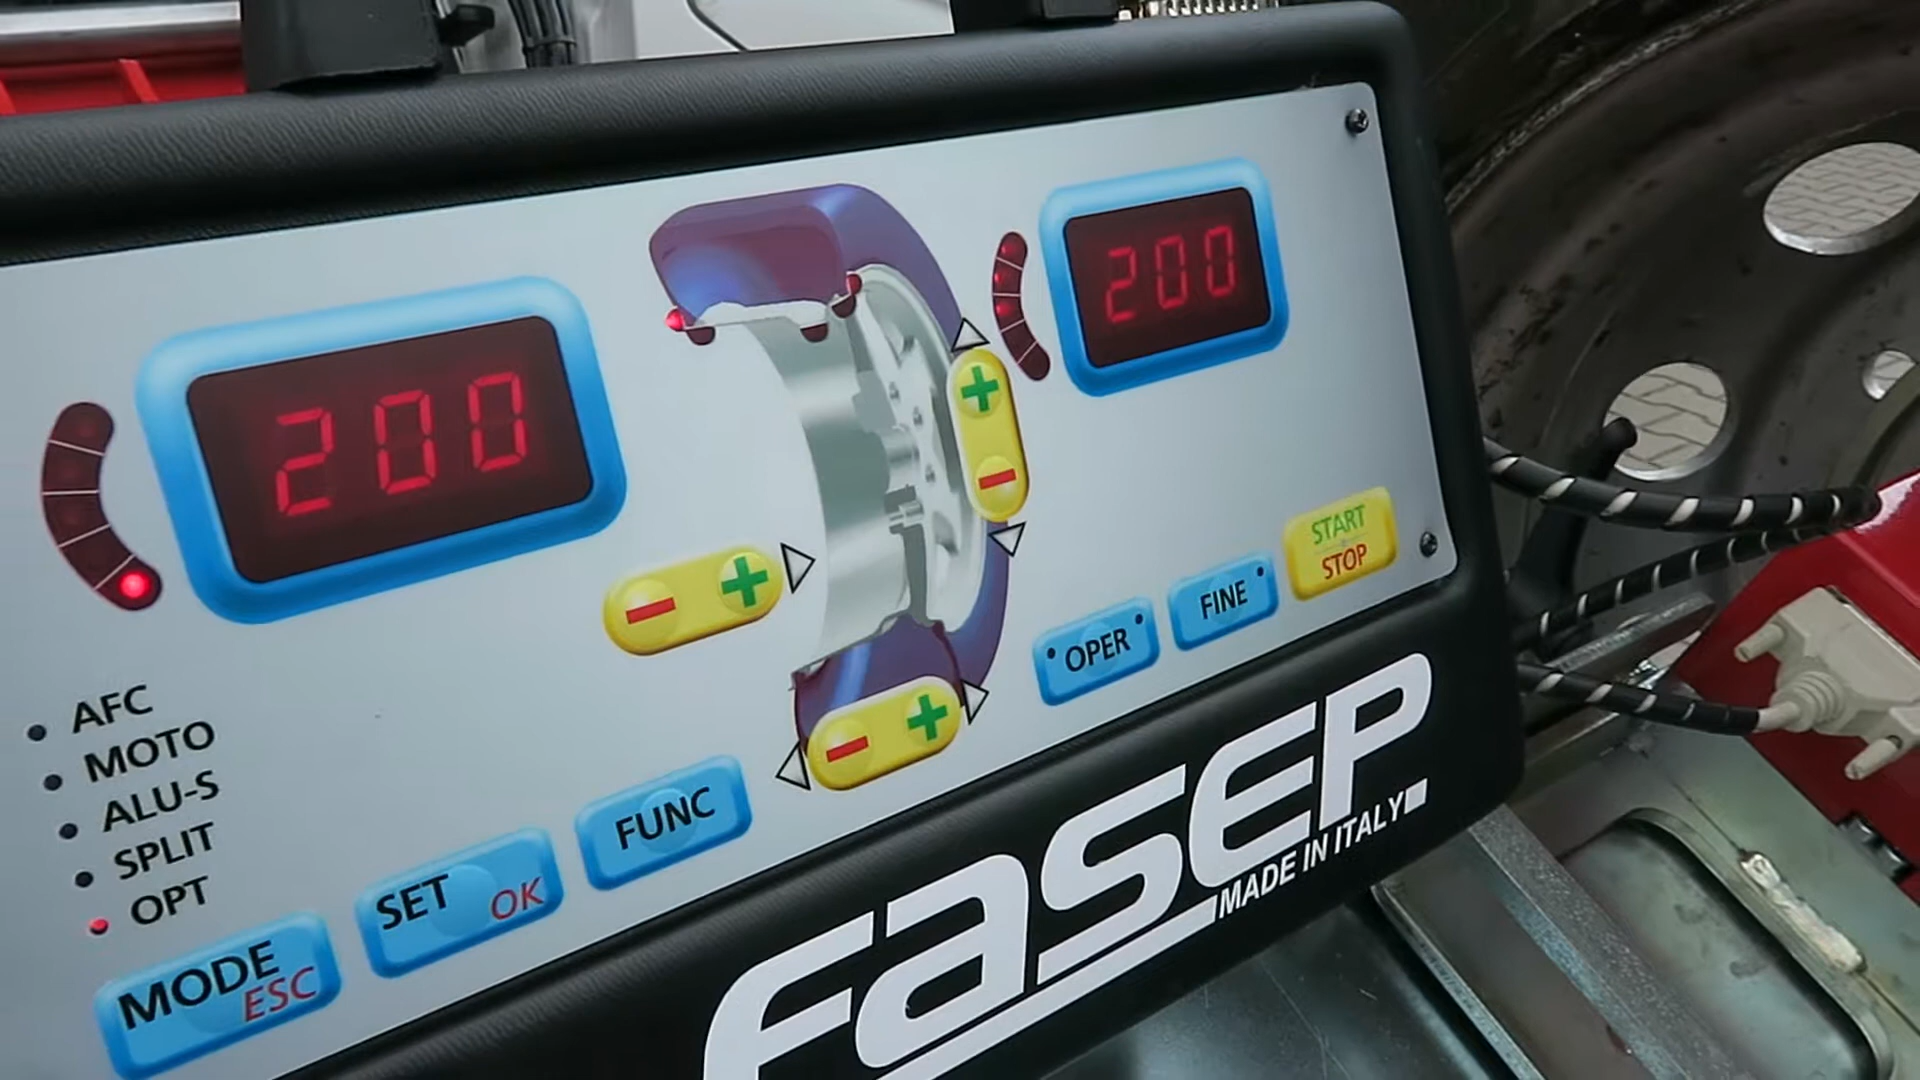 200
200
AFC
MOTO
ALU-S
SPLIT
OPT
MODE
ESC
SET
OK
FUNC
OPER
FINE
START
STOP
FASEP
MADE IN ITALY